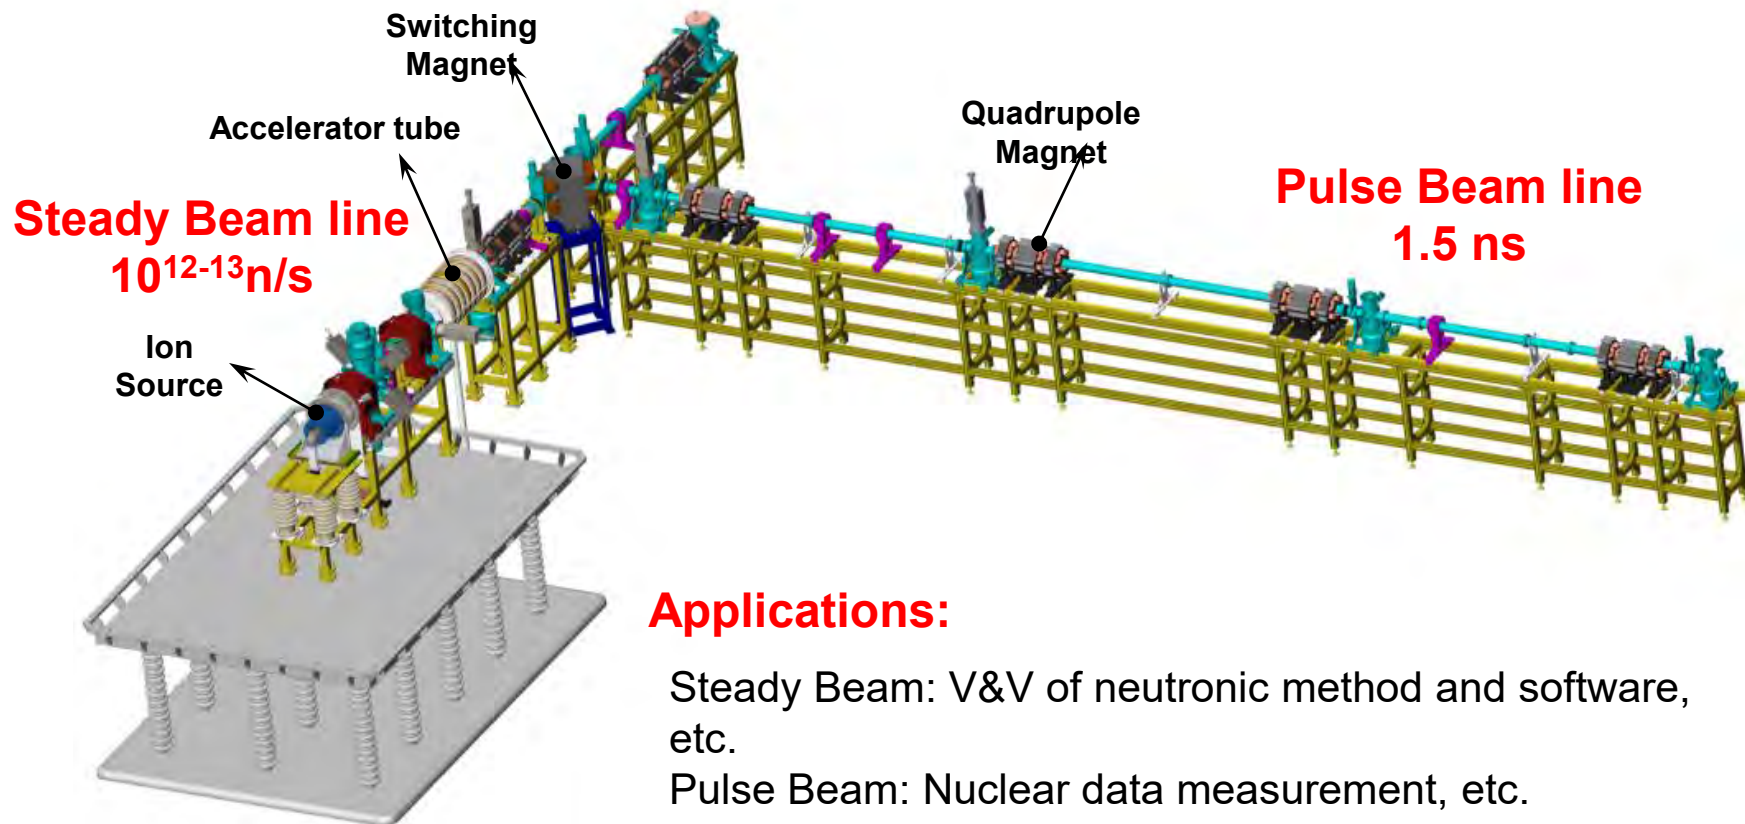 Switching
Magnet
Accelerator tube
Quadrupole
Magnet
Steady Beam line
10¹²⁻¹³n/s
Pulse Beam line
1.5 ns
Ion
Source
Applications:
Steady Beam: V&V of neutronic method and software,
etc.
Pulse Beam: Nuclear data measurement, etc.